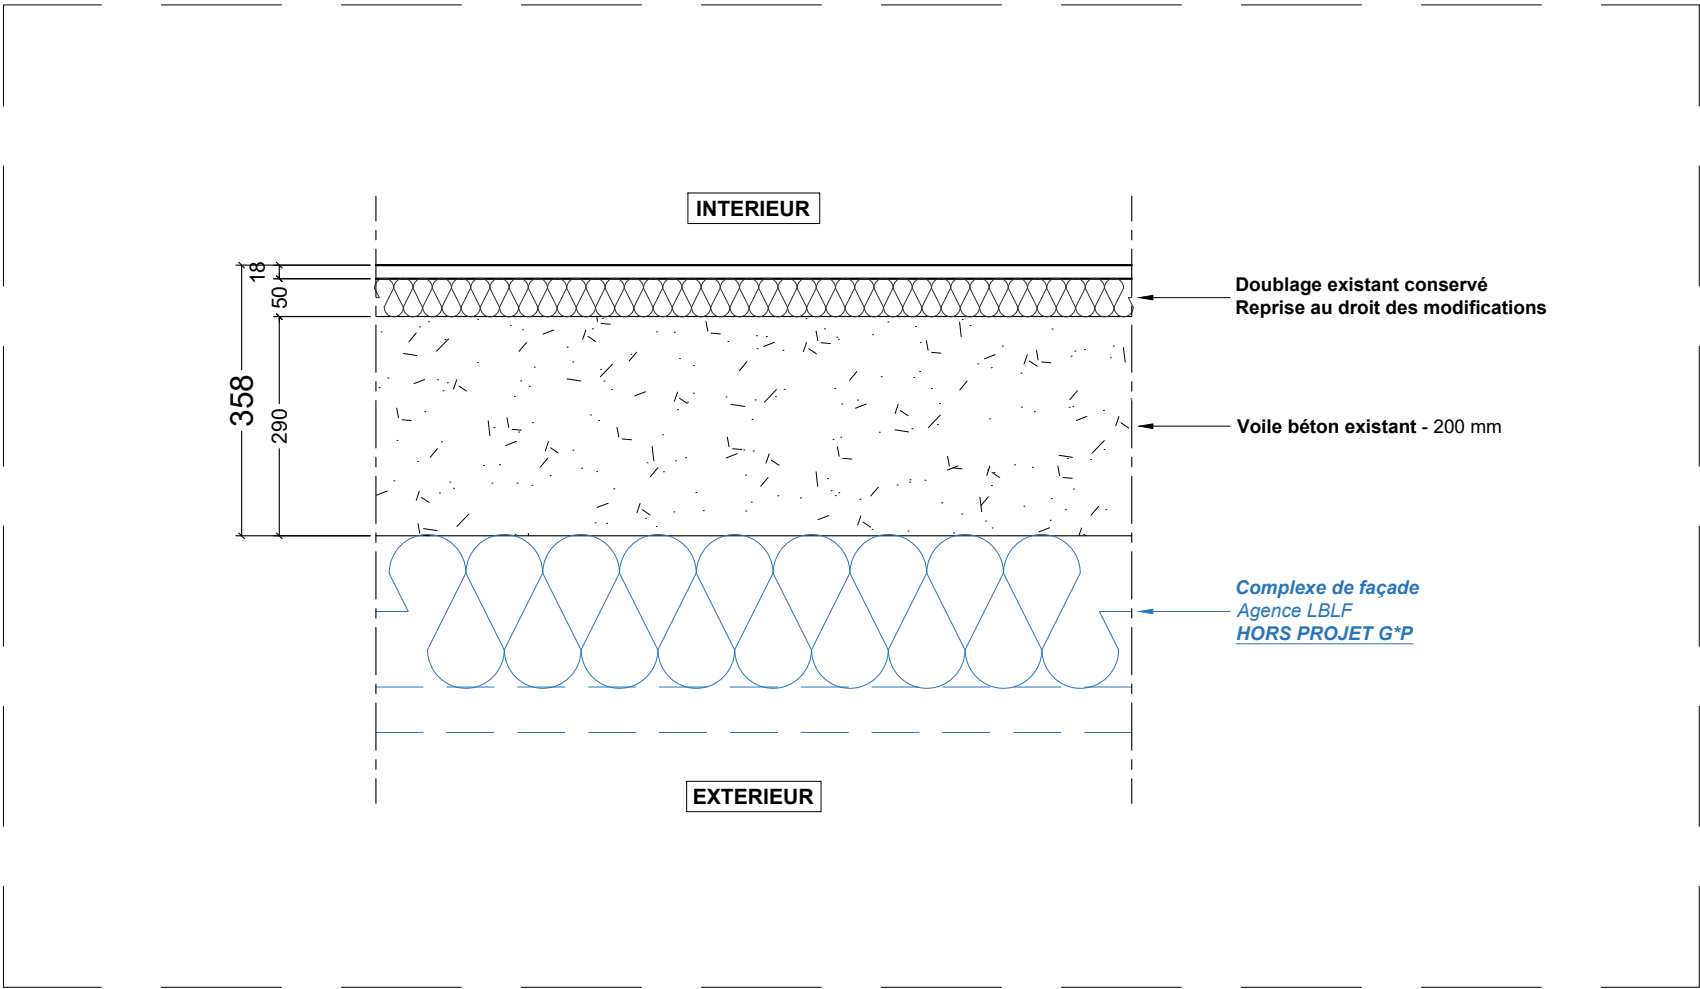 INTERIEUR
18
50
358
290
Doublage existant conservé
Reprise au droit des modifications
Voile béton existant - 200 mm
Complexe de façade
Agence LBLF
HORS PROJET G*P
EXTERIEUR